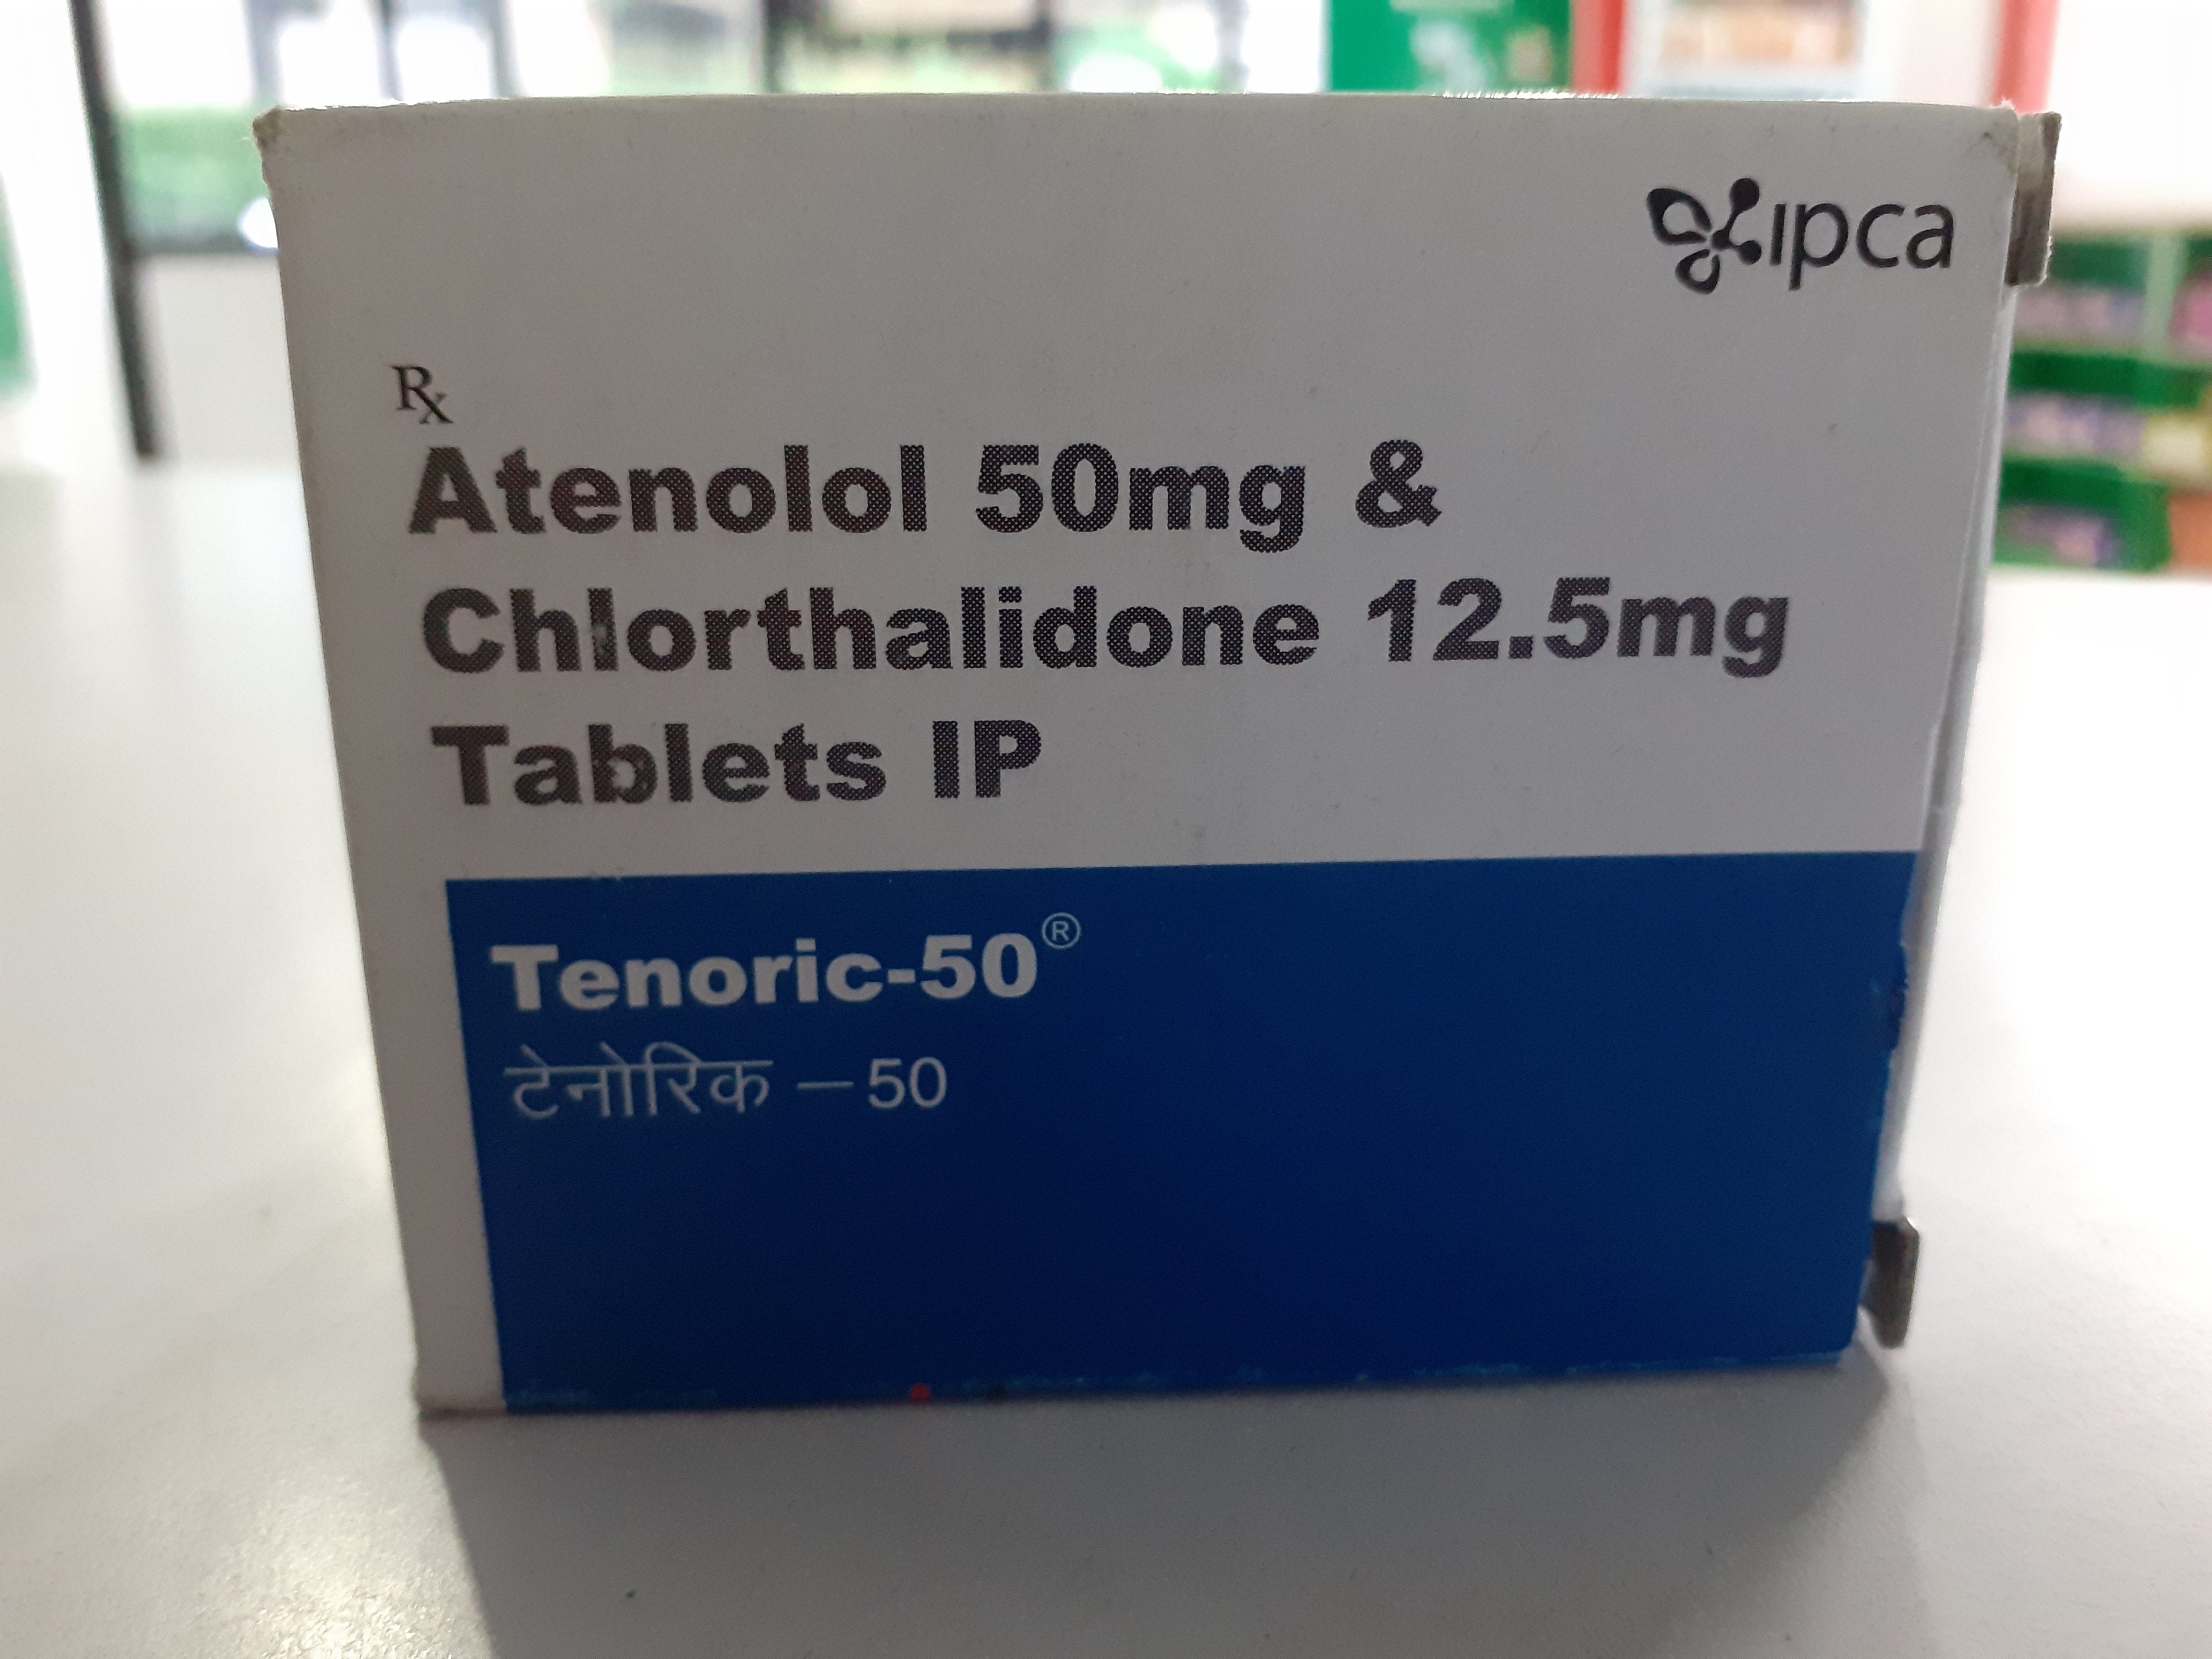 ipca
Rx
Atenolol 50mg &
Chlorthalidone 12.5mg
Tablets IP
Tenoric-50®
टेनोरिक – 50